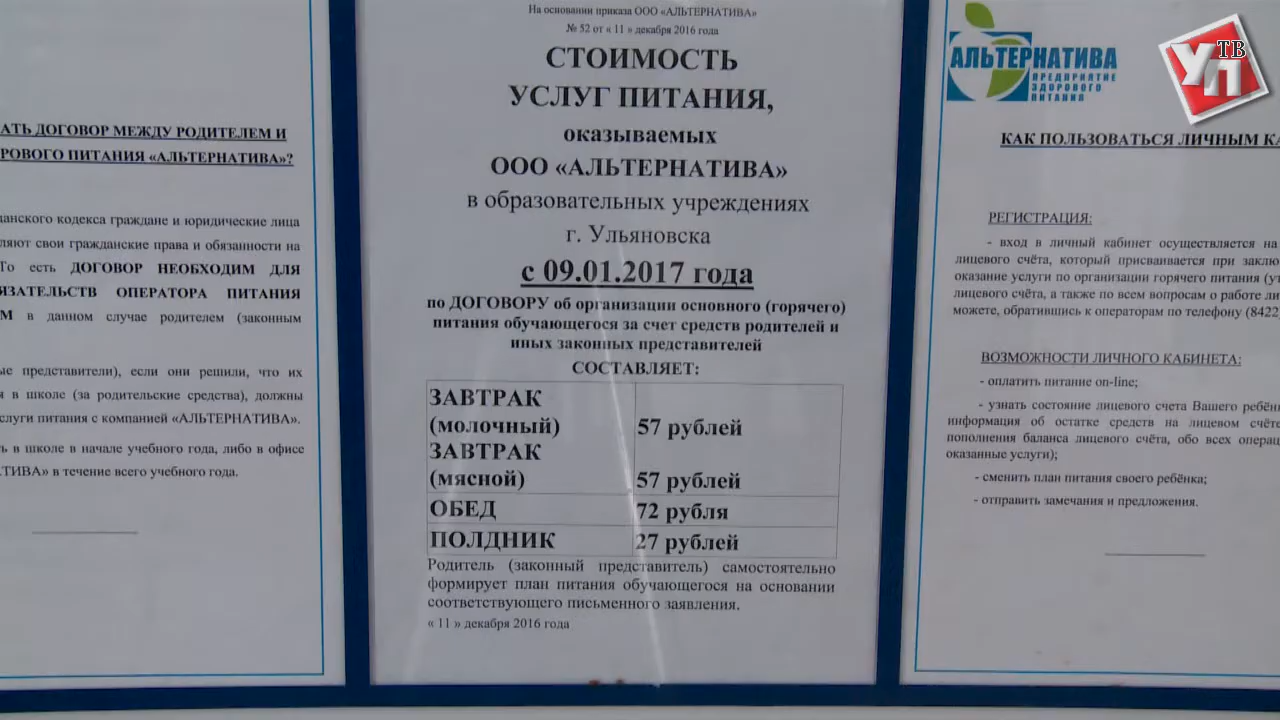 АТЬ ДОГОВОР МЕЖДУ РОДИТЕЛЕМ И
РОВОГО ПИТАНИЯ «АЛЬТЕРНАТИВА»?
данского кодекса граждане и юридические лица
ляют свои гражданские права и обязанности на
То есть ДОГОВОР НЕОБХОДИМ ДЛЯ
ЯЗАТЕЛЬСТВ ОПЕРАТОРА ПИТАНИЯ
М в данном случае родителем (законным
ые представители), если они решили, что их
я в школе (за родительские средства), должны
слуги питания с компанией «АЛЬТЕРНАТИВА».
ь в школе в начале учебного года, либо в офисе
ТИВА» в течение всего учебного года.
На основании приказа ООО «АЛЬТЕРНАТИВА»
№ 52 от « 11 » декабря 2016 года
СТОИМОСТЬ
УСЛУГ ПИТАНИЯ,
оказываемых
ООО «АЛЬТЕРНАТИВА»
в образовательных учреждениях
г. Ульяновска
с 09.01.2017 года
по ДОГОВОРУ об организации основного (горячего)
питания обучающегося за счет средств родителей и
иных законных представителей
СОСТАВЛЯЕТ:
ЗАВТРАК
(молочный) 57 рублей
ЗАВТРАК
(мясной) 57 рублей
ОБЕД 72 рубля
ПОЛДНИК 27 рублей
Родитель (законный представитель) самостоятельно
формирует план питания обучающегося на основании
соответствующего письменного заявления.
« 11 » декабря 2016 года
АЛЬТЕРНАТИВА
ПРЕДПРИЯТИЕ
ЗДОРОВОГО
ПИТАНИЯ
УП ТВ
КАК ПОЛЬЗОВАТЬСЯ ЛИЧНЫМ КА
РЕГИСТРАЦИЯ:
- вход в личный кабинет осуществляется на
лицевого счёта, который присваивается при заклю
оказание услуги по организации горячего питания (у
лицевого счёта, а также по всем вопросам о работе ли
можете, обратившись к операторам по телефону (8422
ВОЗМОЖНОСТИ ЛИЧНОГО КАБИНЕТА:
- оплатить питание on-line;
- узнать состояние лицевого счета Вашего ребён
информация об остатке средств на лицевом счёте
пополнения баланса лицевого счёта, обо всех опера
оказанные услуги);
- сменить план питания своего ребёнка;
- отправить замечания и предложения.